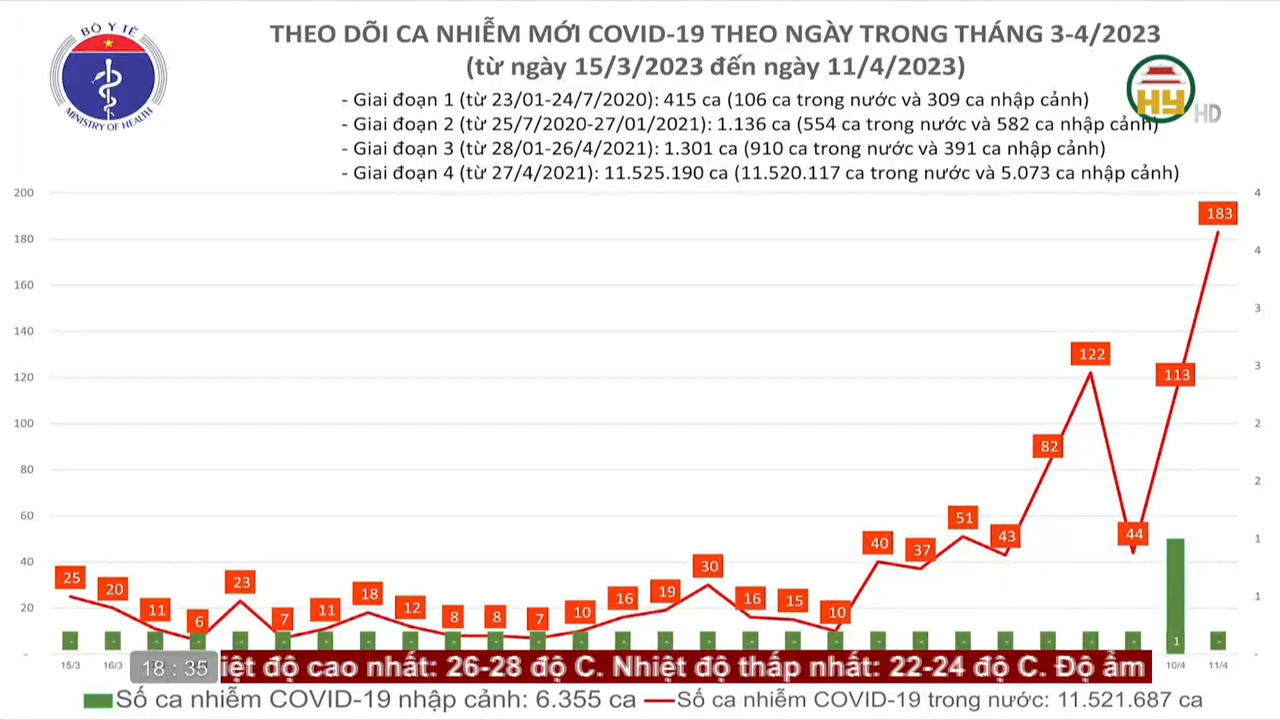 BỘ Y TẾ
MINISTRY OF HEALTH
THEO DÕI CA NHIỄM MỚI COVID-19 THEO NGÀY TRONG THÁNG 3-4/2023
(từ ngày 15/3/2023 đến ngày 11/4/2023)
HY HD
- Giai đoạn 1 (từ 23/01-24/7/2020): 415 ca (106 ca trong nước và 309 ca nhập cảnh)
- Giai đoạn 2 (từ 25/7/2020-27/01/2021): 1.136 ca (554 ca trong nước và 582 ca nhập cảnh)
- Giai đoạn 3 (từ 28/01-26/4/2021): 1.301 ca (910 ca trong nước và 391 ca nhập cảnh)
- Giai đoạn 4 (từ 27/4/2021): 11.525.190 ca (11.520.117 ca trong nước và 5.073 ca nhập cảnh)
200 4
183
180
4
160
3
140
122
120 3
113
100 2
82
80
2
60
51
44
43
40 37
40 1
30
25 20 11 6 23 7 11 18 12 8 8 7 10 16 19 16 15 10
20 1
- - - - - - - - - - - - - - - - - - - - - - - - - - 1 -
- -
15/3 16/3 10/4 11/4
18 : 35 iệt độ cao nhất: 26-28 độ C. Nhiệt độ thấp nhất: 22-24 độ C. Độ ẩm
Số ca nhiễm COVID-19 nhập cảnh: 6.355 ca Số ca nhiễm COVID-19 trong nước: 11.521.687 ca